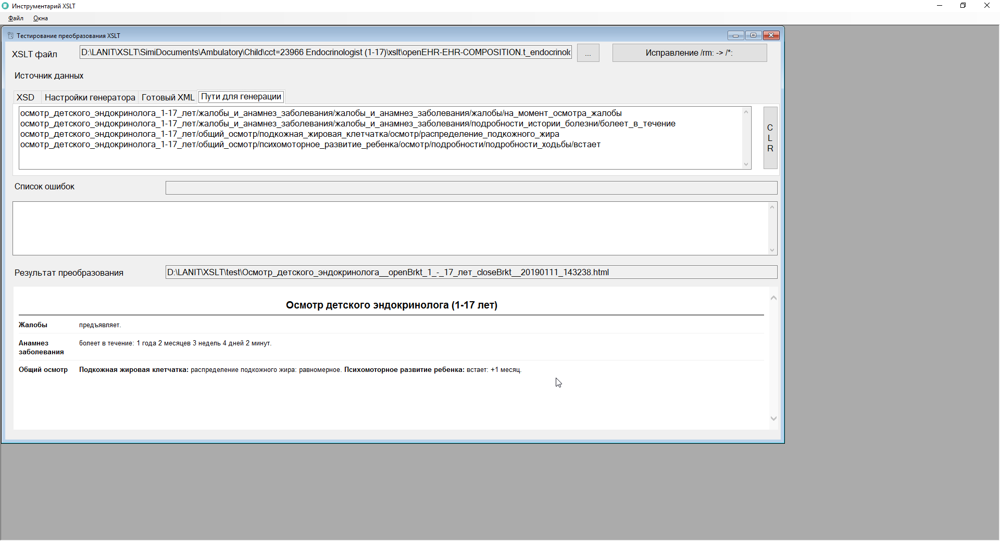 Инструментарий XSLT
Файл Окна
Тестирование преобразования XSLT
XSLT файл D:\LANIT\XSLT\SimiDocuments\Ambulatory\Child\cct=23966 Endocrinologist (1-17)\xslt\openEHR-EHR-COMPOSITION.t_endocrinolo ... Исправление /rm: -> /*:
Источник данных
XSD Настройки генератора Готовый XML Пути для генерации
осмотр_детского_эндокринолога_1-17_лет/жалобы_и_анамнез_заболевания/жалобы_и_анамнез_заболевания/жалобы/на_момент_осмотра_жалобы
осмотр_детского_эндокринолога_1-17_лет/жалобы_и_анамнез_заболевания/жалобы_и_анамнез_заболевания/подробности_истории_болезни/болеет_в_течение
осмотр_детского_эндокринолога_1-17_лет/общий_осмотр/подкожная_жировая_клетчатка/осмотр/распределение_подкожного_жира
осмотр_детского_эндокринолога_1-17_лет/общий_осмотр/психомоторное_развитие_ребенка/осмотр/подробности/подробности_ходьбы/встает
C
L
R
Список ошибок
Результат преобразования D:\LANIT\XSLT\test\Осмотр_детского_эндокринолога__openBrkt_1_-_17_лет_closeBrkt__20190111_143238.html
Осмотр детского эндокринолога (1-17 лет)
Жалобы предъявляет.
Анамнез заболевания болеет в течение: 1 года 2 месяцев 3 недель 4 дней 2 минут.
Общий осмотр Подкожная жировая клетчатка: распределение подкожного жира: равномерное. Психомоторное развитие ребенка: встает: +1 месяц.